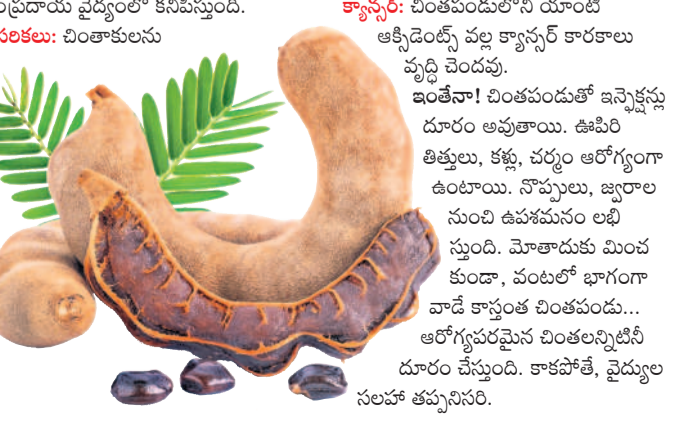 వైద్యంలో కనిపిస్తుంది.
చింతాకులను
క్యాన్సర్: చింతపండులోని యాంటీ
ఆక్సిడెంట్స్ వల్ల క్యాన్సర్ కారకాలు
వృద్ధి చెందవు.
ఇంతేనా! చింతపండుతో ఇన్ఫెక్షన్లు
దూరం అవుతాయి. ఊపిరి
తిత్తులు, కళ్లు, చర్మం ఆరోగ్యంగా
ఉంటాయి. నొప్పులు, జ్వరాల
నుంచి ఉపశమనం లభి
స్తుంది. మోతాదుకు మించ
కుండా, వంటలో భాగంగా
వాడే కాస్తంత చింతపండు...
ఆరోగ్యపరమైన చింతలన్నిటినీ
దూరం చేస్తుంది. కాకపోతే, వైద్యుల
సలహా తప్పనిసరి.